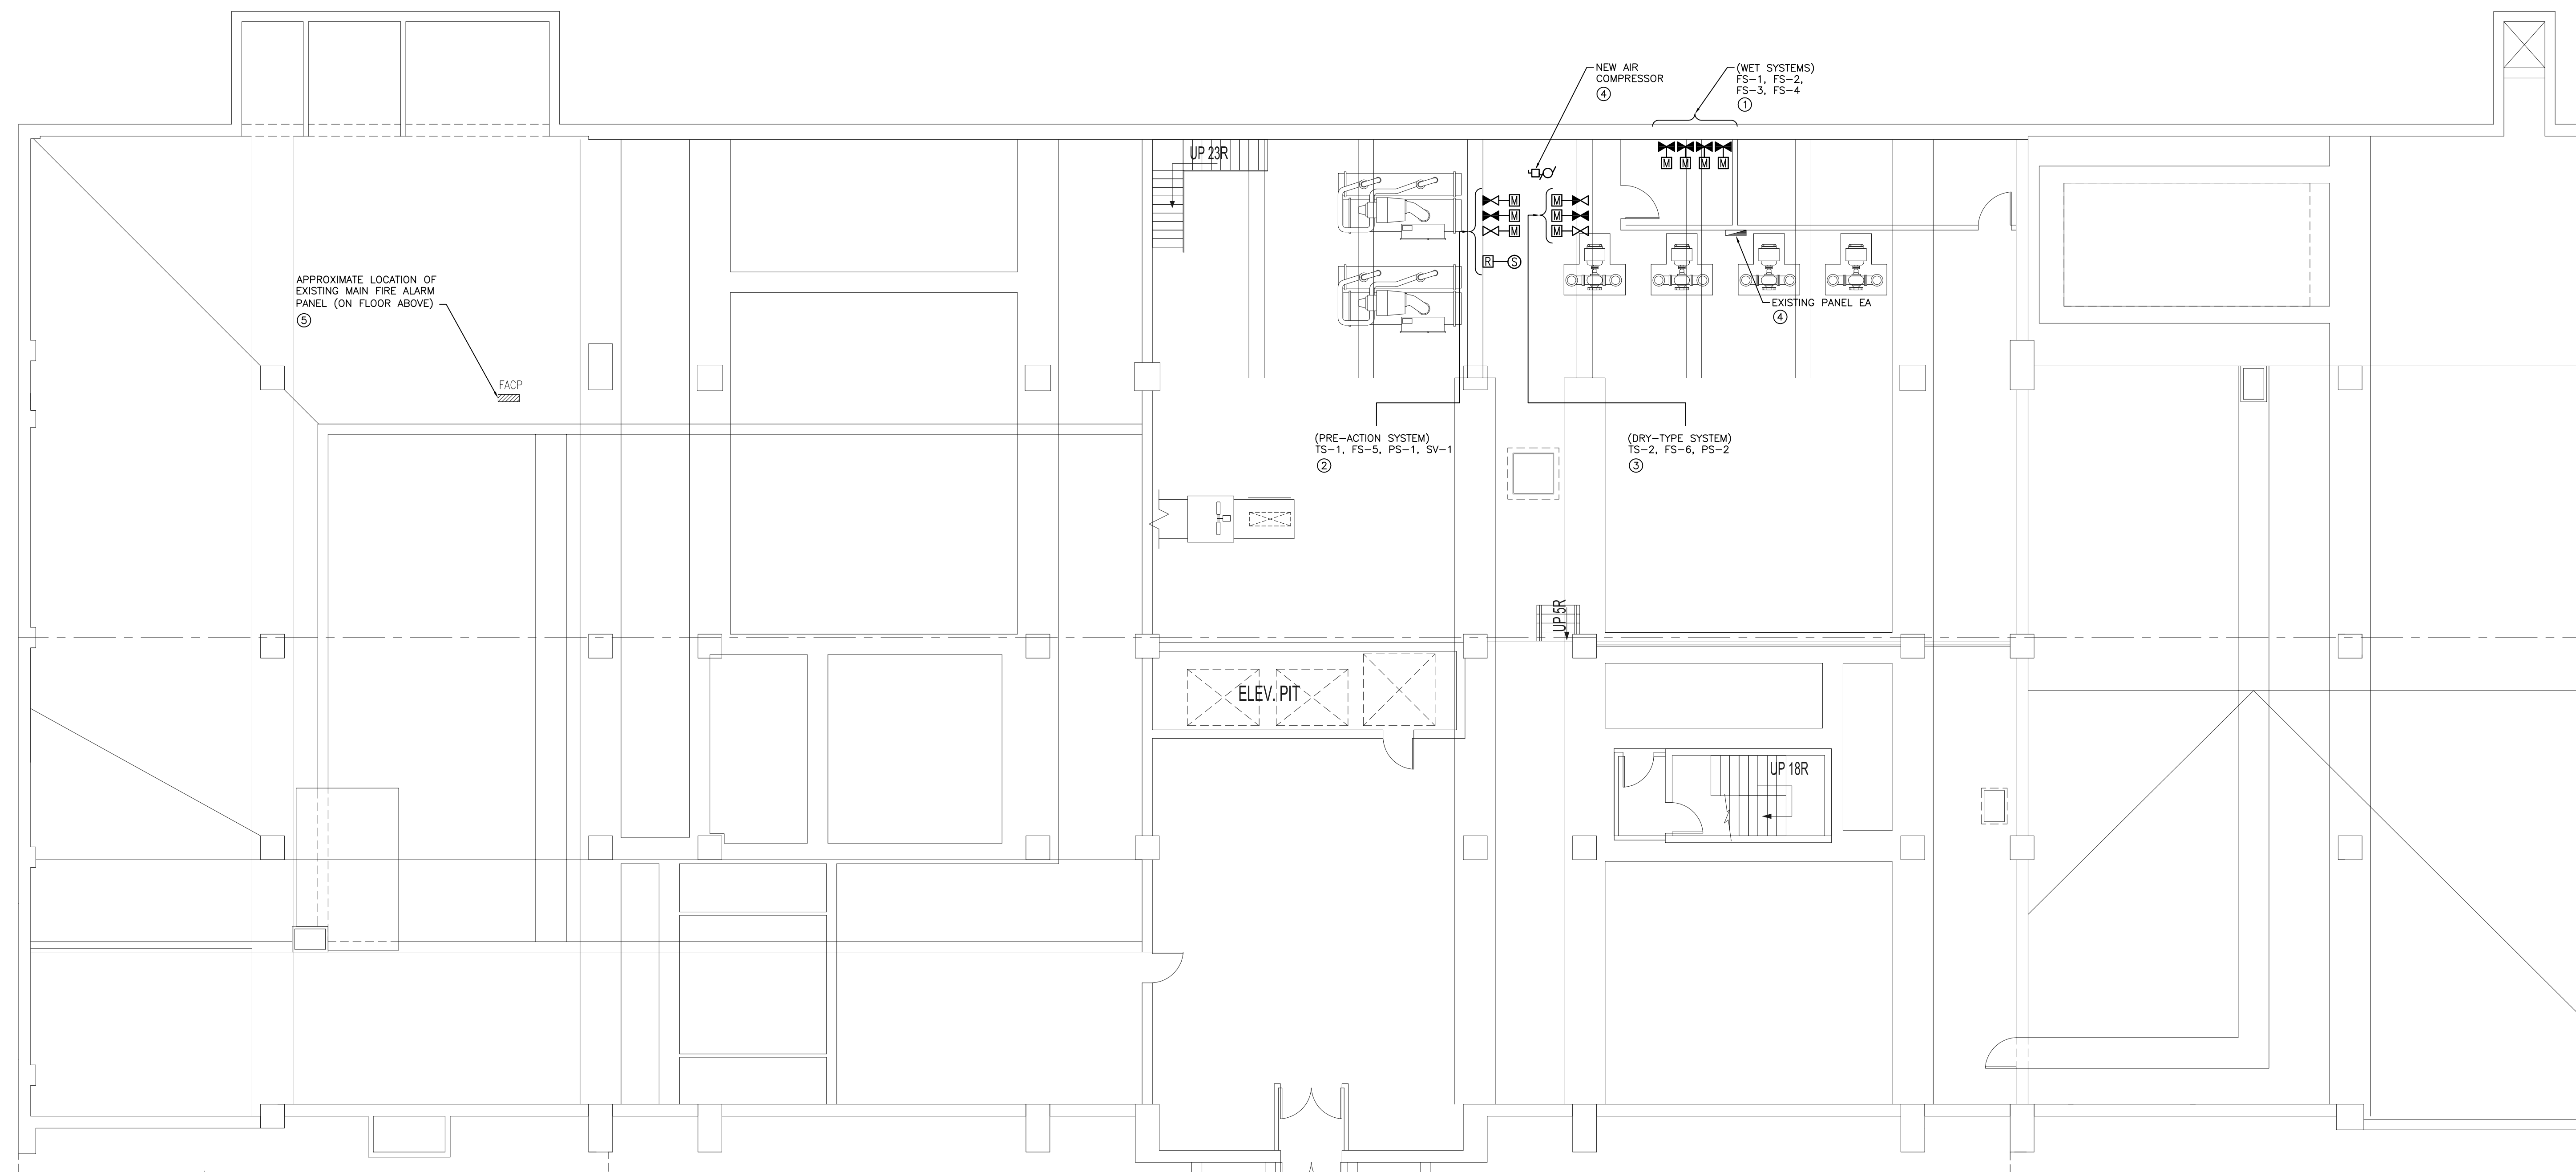 NEW AIR
COMPRESSOR
4
(WET SYSTEMS)
FS-1, FS-2,
FS-3, FS-4
1
UP 23R
M M M M
M M
M M
M M
R S
APPROXIMATE LOCATION OF
EXISTING MAIN FIRE ALARM
PANEL (ON FLOOR ABOVE)
5
EXISTING PANEL EA
4
FACP
(PRE-ACTION SYSTEM)
TS-1, FS-5, PS-1, SV-1
2
(DRY-TYPE SYSTEM)
TS-2, FS-6, PS-2
3
UP 5R
ELEV. PIT
UP 18R